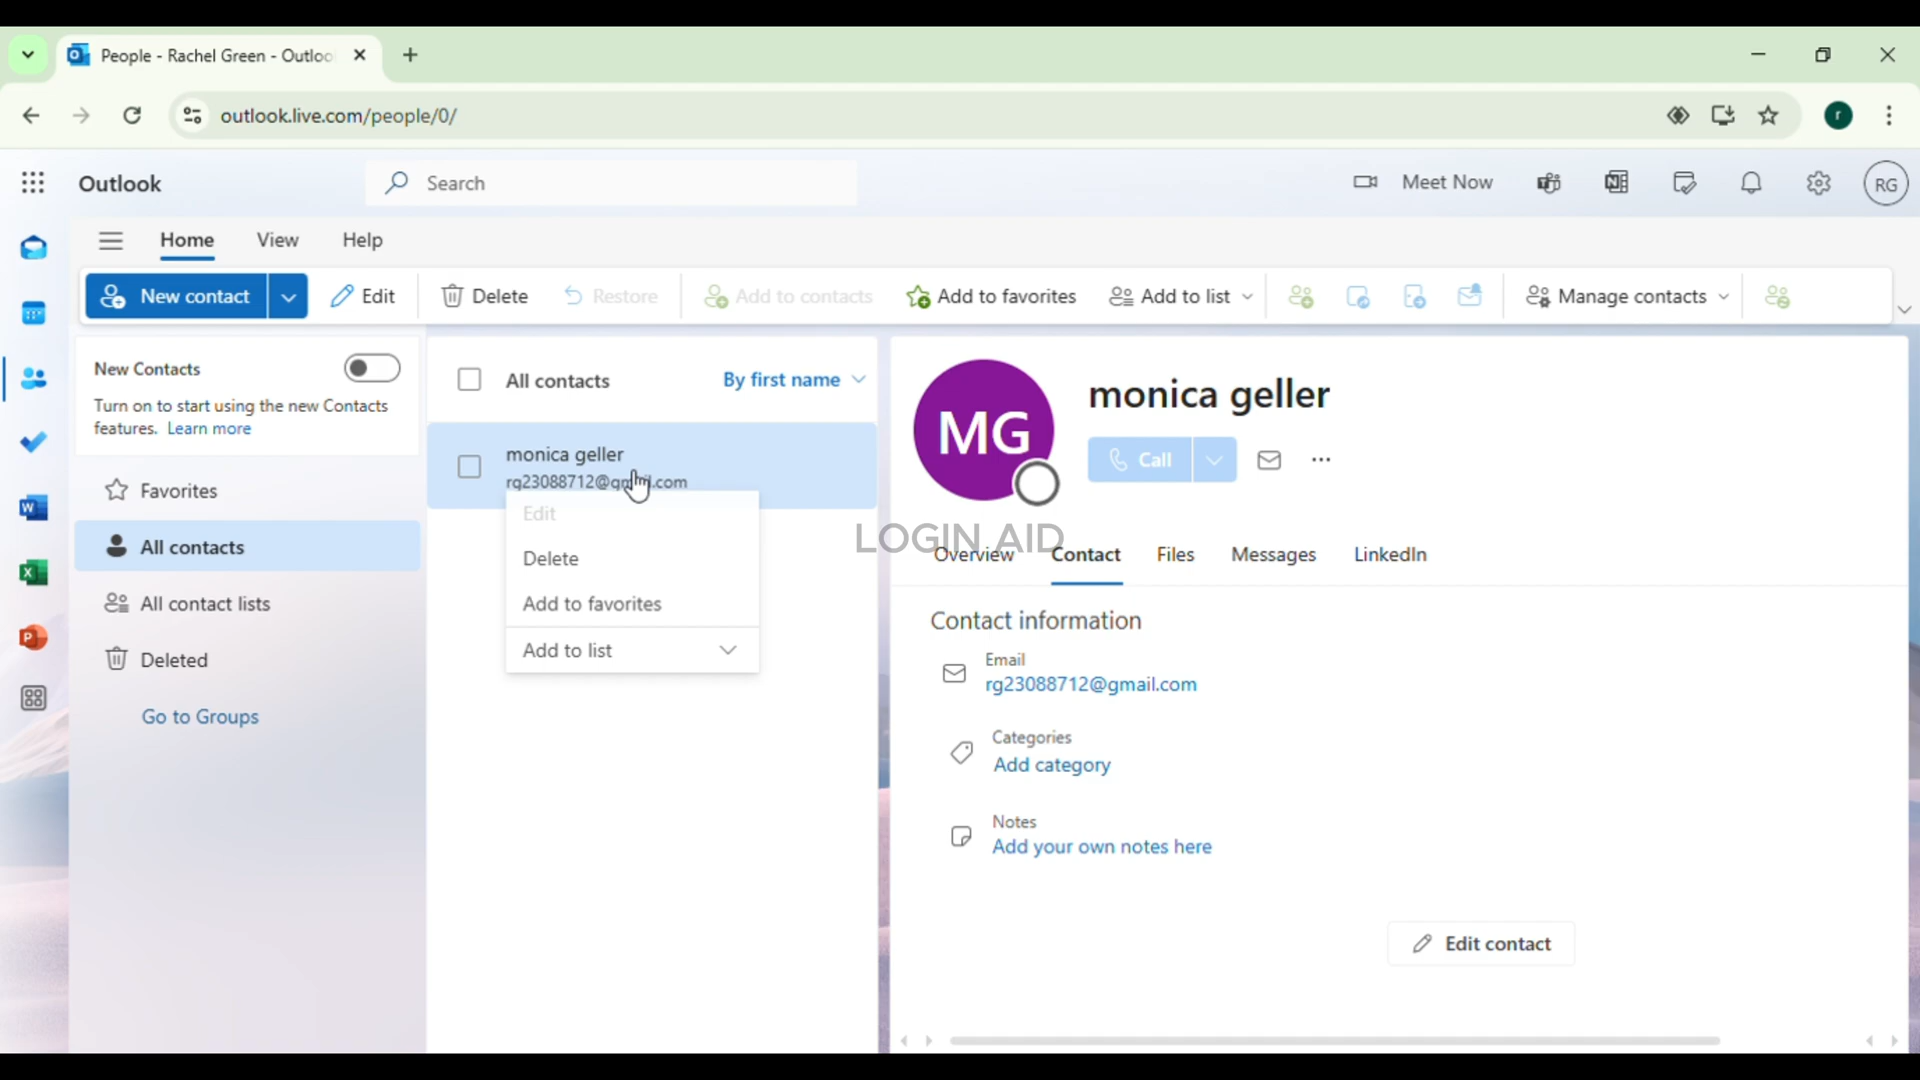 People - Rachel Green - Outloo
outlook.live.com/people/0/
r
Outlook
Search
Meet Now
RG
Home View Help
New contact
Edit
Delete
Restore
Add to contacts
Add to favorites
Add to list
Manage contacts
New Contacts
Turn on to start using the new Contacts
features. Learn more
Favorites
All contacts
All contact lists
Deleted
Go to Groups
All contacts
By first name
monica geller
rg23088712@gmail.com
Edit
Delete
Add to favorites
Add to list
MG
monica geller
Call
LOGIN AID
Overview Contact Files Messages LinkedIn
Contact information
Email
rg23088712@gmail.com
Categories
Add category
Notes
Add your own notes here
Edit contact